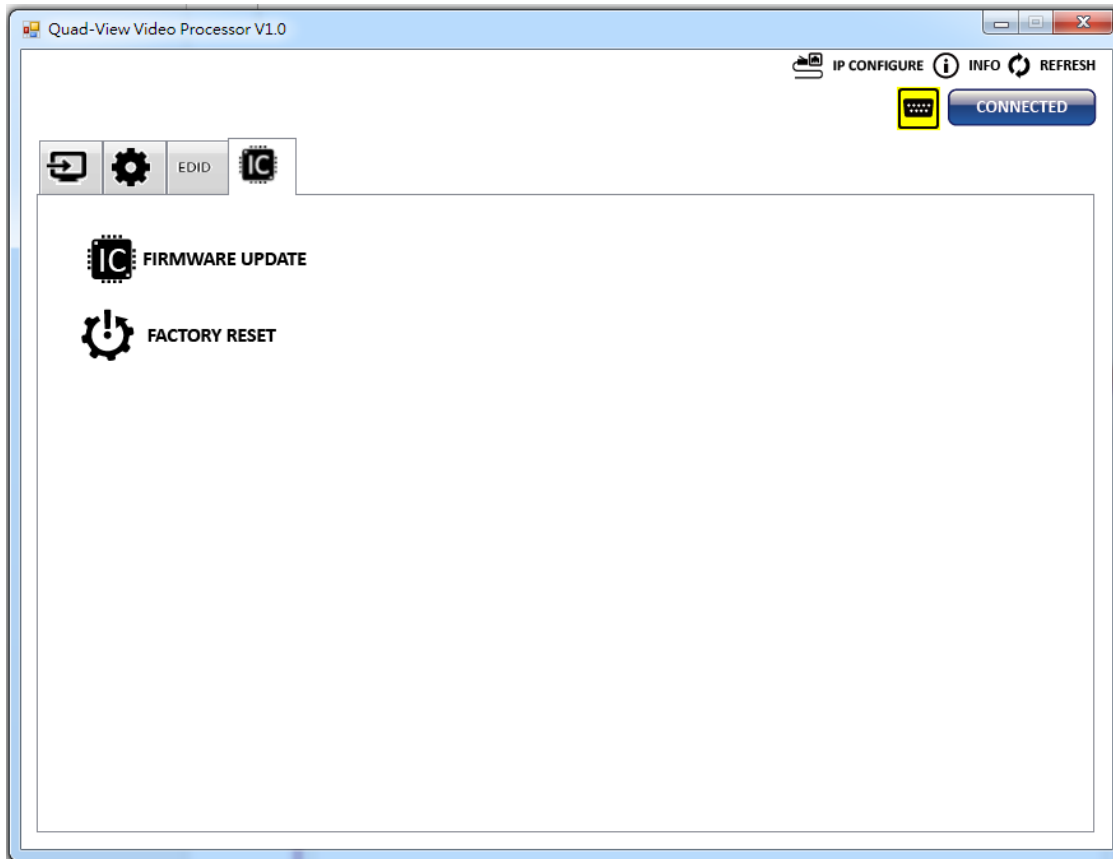 Quad-View Video Processor V1.0
IP CONFIGURE INFO REFRESH
CONNECTED
EDID IC
IC FIRMWARE UPDATE
FACTORY RESET